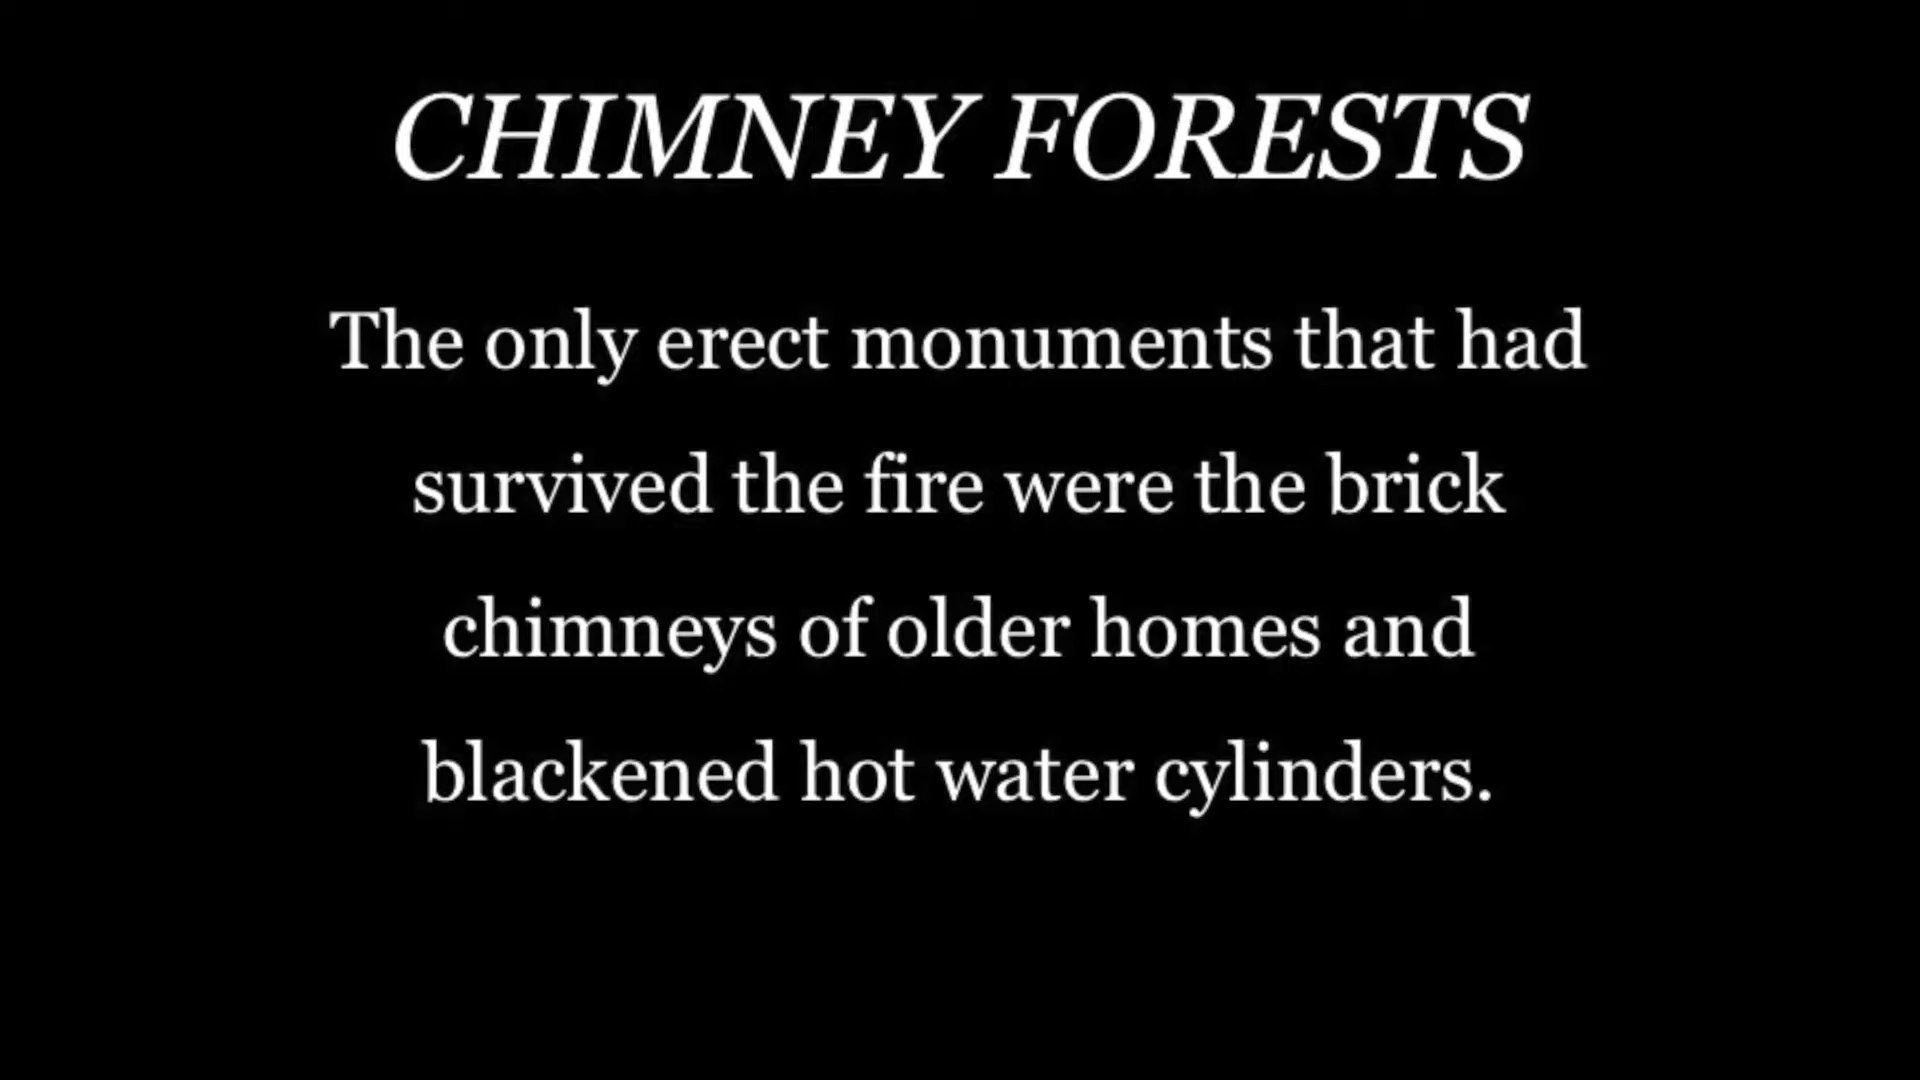 CHIMNEY FORESTS
The only erect monuments that had
survived the fire were the brick
chimneys of older homes and
blackened hot water cylinders.